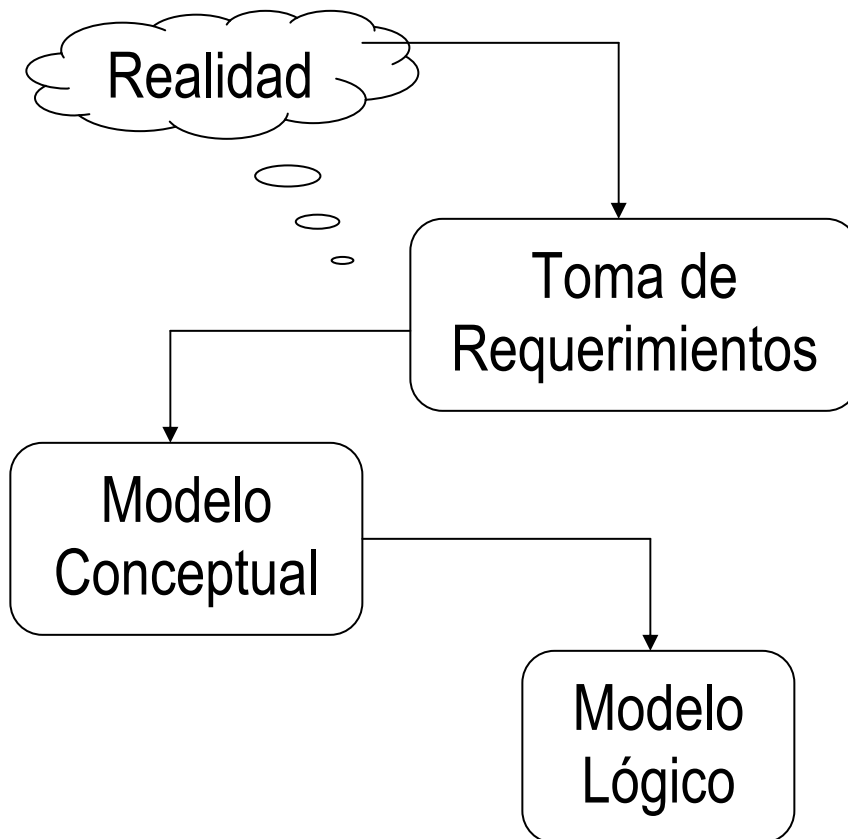 Realidad
Toma de
Requerimientos
Modelo
Conceptual
Modelo
Lógico